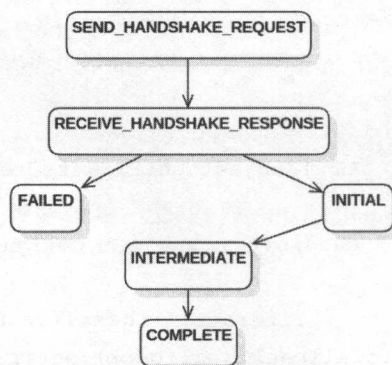 SEND_HANDSHAKE_REQUEST
RECEIVE_HANDSHAKE_RESPONSE
FAILED
INITIAL
INTERMEDIATE
COMPLETE